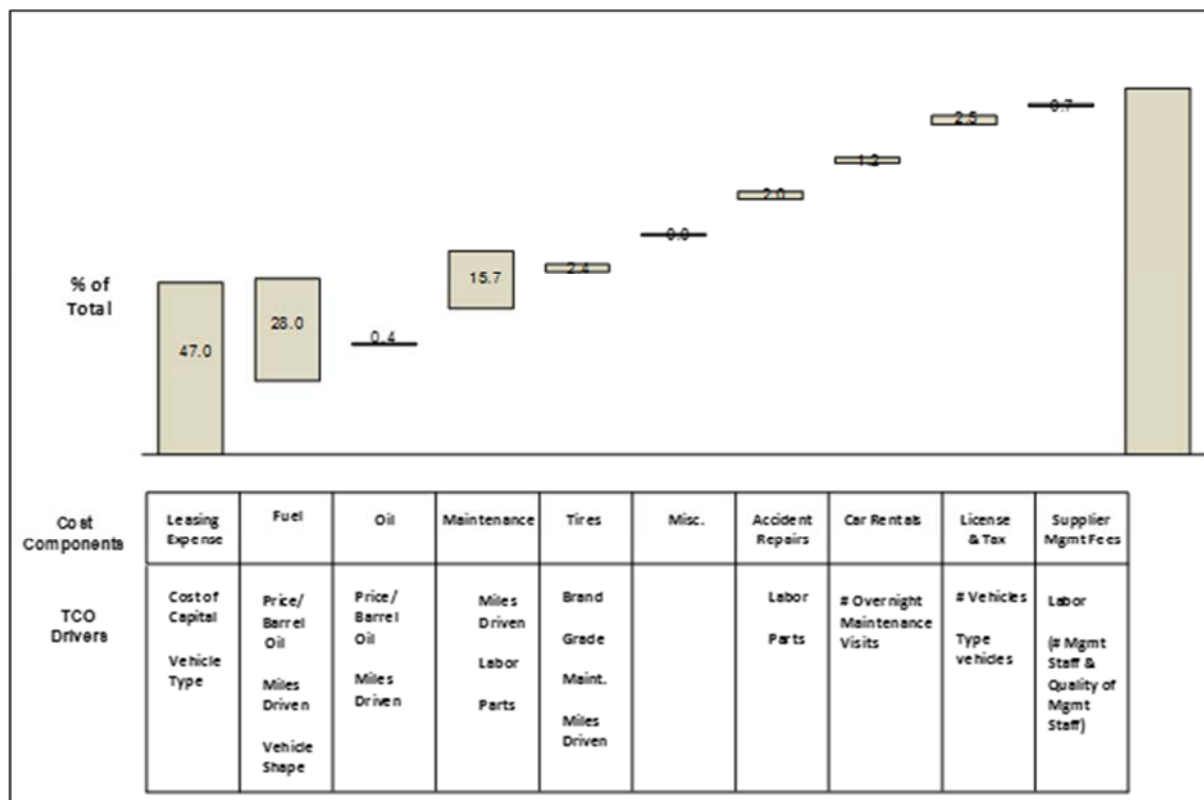 0.7
2.5
1.2
2.0
0.0
15.7
2.4
% of
Total
28.0
0.4
47.0
Cost
Components
Leasing
Expense
Fuel
Oil
Maintenance
Tires
Misc.
Accident
Repairs
Car Rentals
License
& Tax
Supplier
Mgmt Fees
TCO
Drivers
Cost of
Capital
Vehicle
Type
Price/
Barrel
Oil
Miles
Driven
Vehicle
Shape
Price/
Barrel
Oil
Miles
Driven
Miles
Driven
Labor
Parts
Brand
Grade
Maint.
Miles
Driven
Labor
Parts
# Overnight
Maintenance
Visits
# Vehicles
Type
vehicles
Labor
(# Mgmt
Staff &
Quality of
Mgmt
Staff)